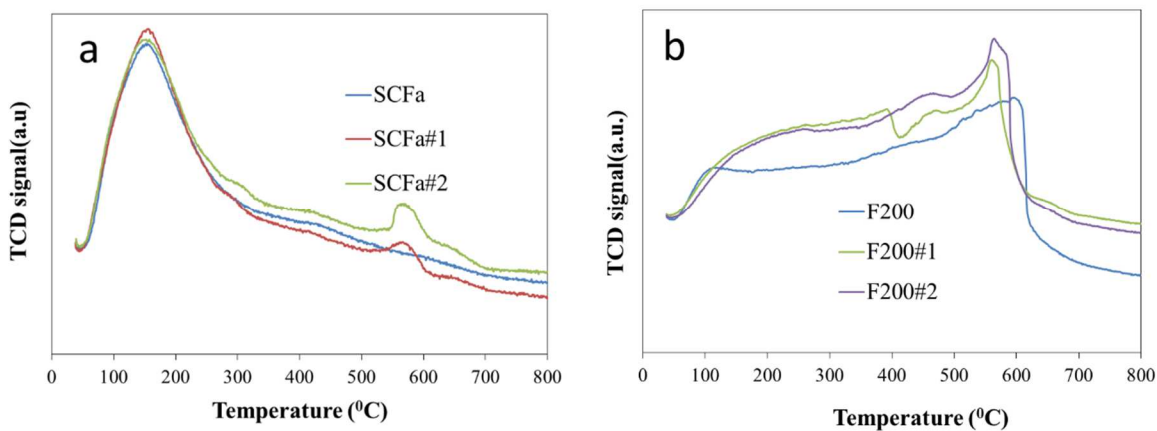 a
TCD signal(a.u
SCFa
SCFa#1
SCFa#2
0 100 200 300 400 500 600 700 800
Temperature (⁰C)
b
TCD signal(a.u.)
F200
F200#1
F200#2
0 100 200 300 400 500 600 700 800
Temperature (⁰C)